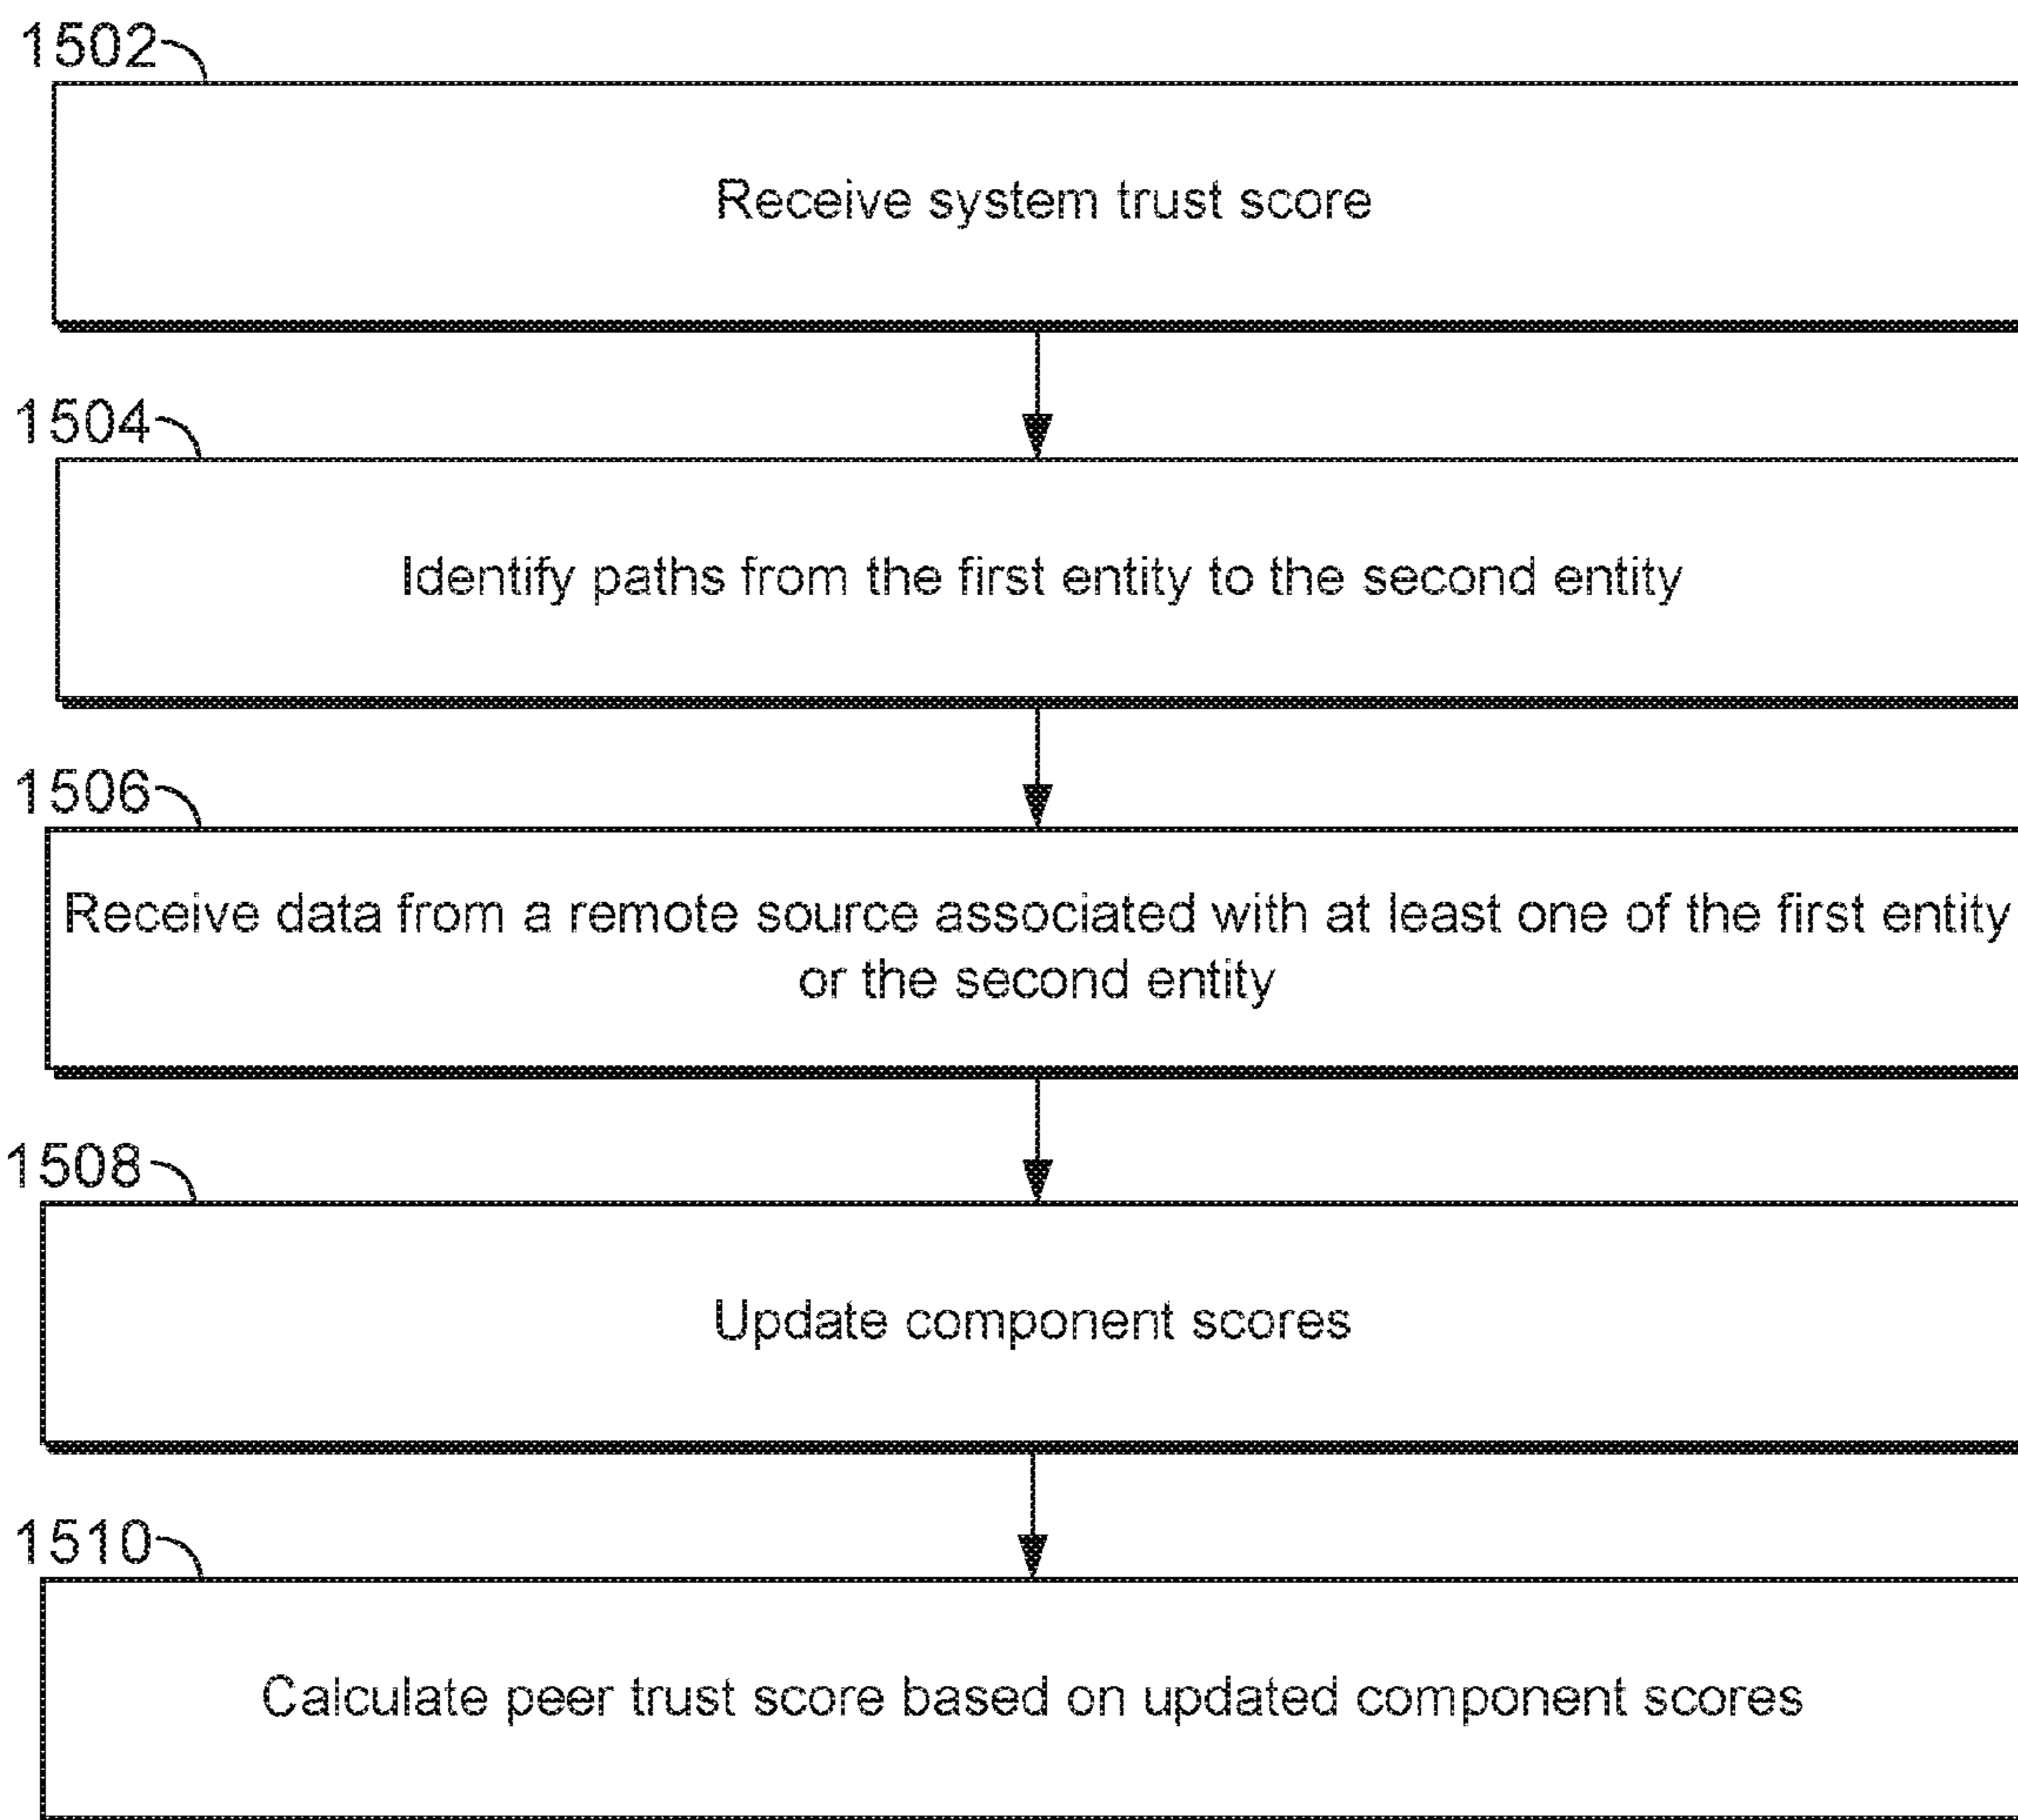 1502
Receive system trust score
1504
Identify paths from the first entity to the second entity
1506
Receive data from a remote source associated with at least one of the first entity
or the second entity
1508
Update component scores
1510
Calculate peer trust score based on updated component scores